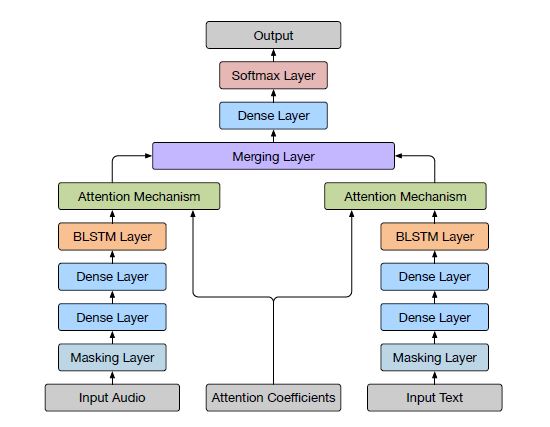 Output
Softmax Layer
Dense Layer
Merging Layer
Attention Mechanism Attention Mechanism
BLSTM Layer BLSTM Layer
Dense Layer Dense Layer
Dense Layer Dense Layer
Masking Layer Masking Layer
Input Audio Attention Coefficients Input Text